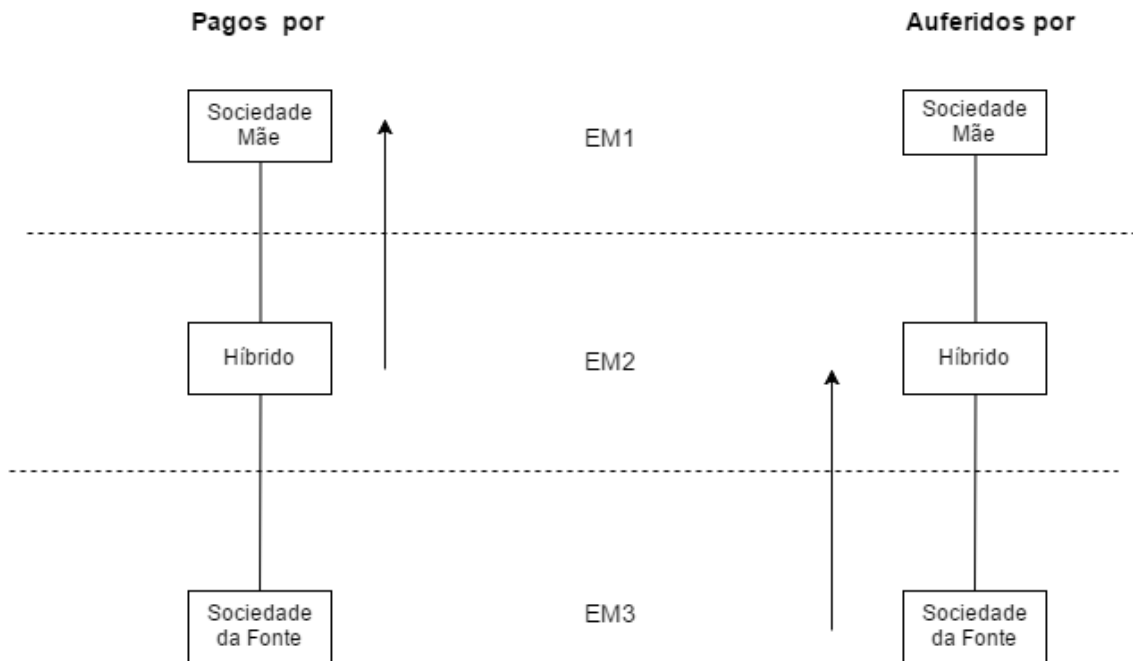 Pagos por
Auferidos por
Sociedade
Mãe
EM1
Sociedade
Mãe
Híbrido
EM2
Híbrido
Sociedade
da Fonte
EM3
Sociedade
da Fonte